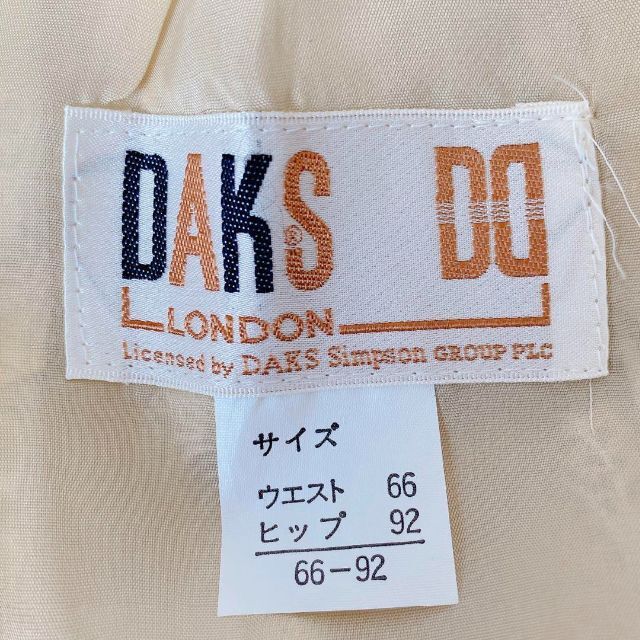 DAKS® DD
LONDON
Licensed by DAKS Simpson GROUP PLC
サイズ
ウエスト 66
ヒップ 92
66-92